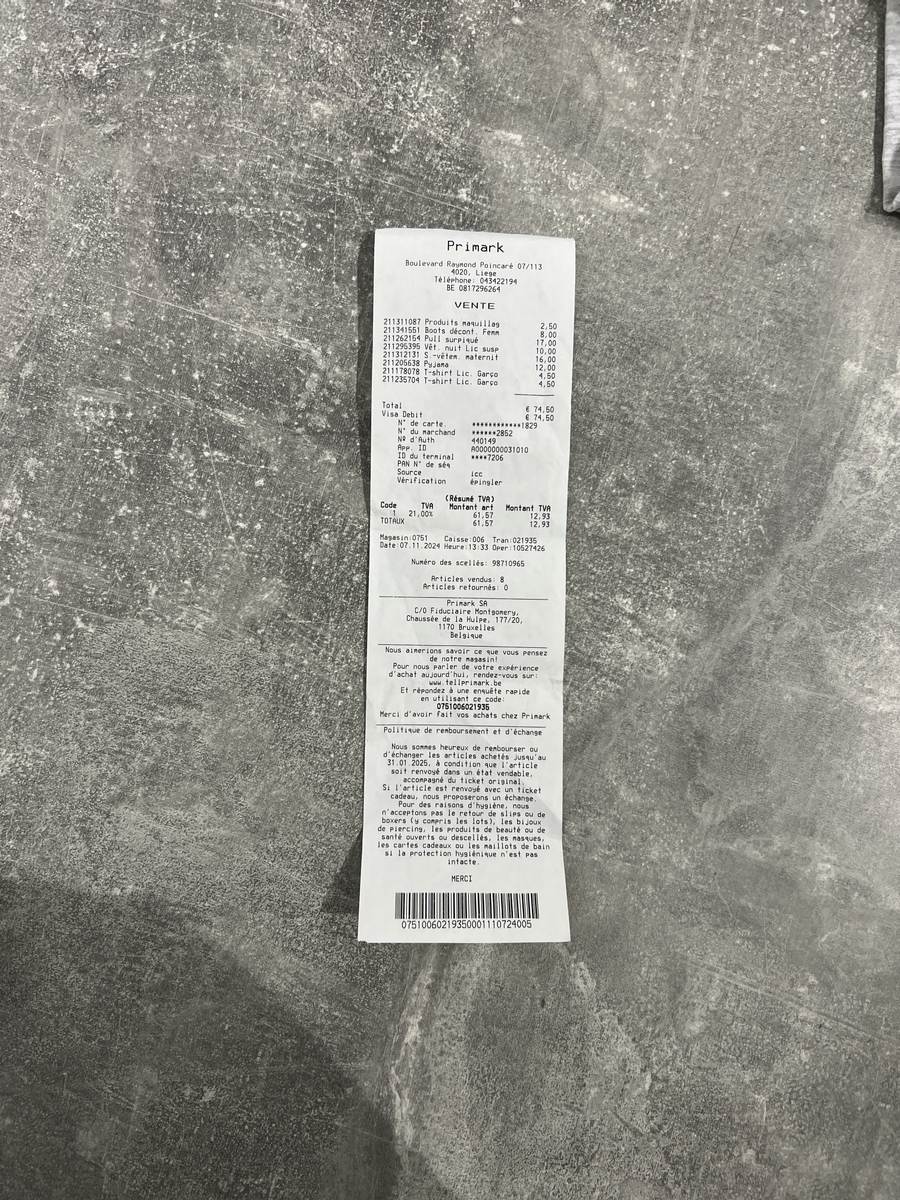 Primark
Boulevard Raymond Poincaré 07/113
4020, Liege
Téléphone: 043422194
BE 0817296264
VENTE
211311087 Produits maquillag 2,50
211341551 Boots décont. Femm 8,00
211262154 Pull surpiqué 17,00
211295395 Vêt. nuit Lic susp 10,00
211312131 S.-vêtem. maternit 16,00
211205638 Pyjama 12,00
211178078 T-shirt Lic. Garço 4,50
211235704 T-shirt Lic. Garço 4,50
Total € 74,50
Visa Debit € 74,50
N° de carte. ************1829
N° du marchand ******2852
Nº d'Auth 440149
App. ID A0000000031010
ID du terminal ****7206
PAN N° de séq
Source icc
Vérification épingler
(Résumé TVA)
Code TVA Montant art Montant TVA
1 21,00% 61,57 12,93
TOTAUX 61,57 12,93
Magasin:0751 Caisse:006 Tran:021935
Date:07.11.2024 Heure:13:33 Oper:10527426
Numéro des scellés: 98710965
Articles vendus: 8
Articles retournés: 0
Primark SA
C/O Fiduciaire Montgomery,
Chaussée de la Hulpe, 177/20,
1170 Bruxelles
Belgique
Nous aimerions savoir ce que vous pensez
de notre magasin!
Pour nous parler de votre expérience
d'achat aujourd'hui, rendez-vous sur:
www.tellprimark.be
Et répondez à une enquête rapide
en utilisant ce code:
0751006021935
Merci d'avoir fait vos achats chez Primark
Politique de remboursement et d'échange
Nous sommes heureux de rembourser ou
d'échanger les articles achetés jusqu'au
31.01.2025, à condition que l'article
soit renvoyé dans un état vendable,
accompagné du ticket original.
Si l'article est renvoyé avec un ticket
cadeau, nous proposerons un échange.
Pour des raisons d'hygiène, nous
n'acceptons pas le retour de slips ou de
boxers (y compris les lots), les bijoux
de piercing, les produits de beauté ou de
santé ouverts ou descellés, les masques,
les cartes cadeaux ou les maillots de bain
si la protection hygiénique n'est pas
intacte.
MERCI
07510060219350001110724005